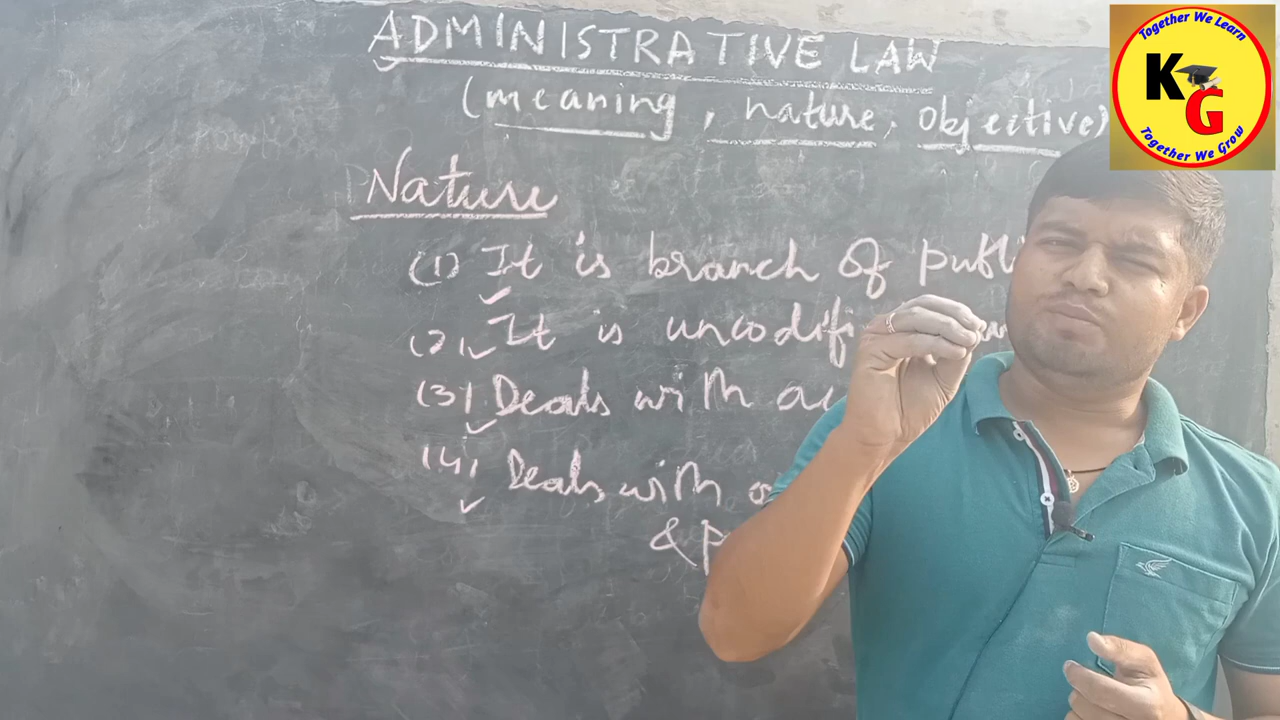 ADMINISTRATIVE LAW
(meaning, nature, objective)
Nature
(1) It is branch of publi
(2) It is uncodifi
(3) Deals with
(4) Deals with
&
Together We Learn
KG
Together We Grow